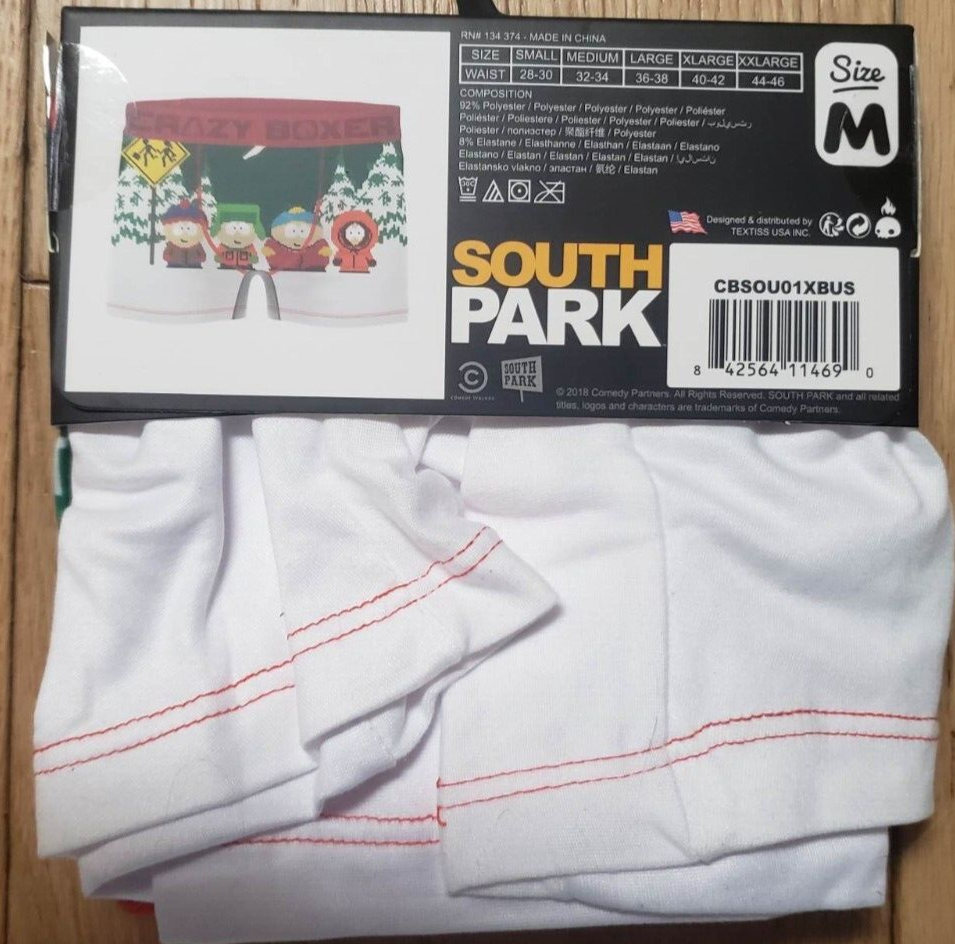 CRAZY BOXER
RN# 134 374 - MADE IN CHINA
SIZE SMALL MEDIUM LARGE XLARGE XXLARGE
WAIST 28-30 32-34 36-38 40-42 44-46
Size
M
COMPOSITION
92% Polyester / Polyester / Polyester / Polyester / Poliéster
Poliéster / Poliestere / Poliester / Polyester / Poliester / بوليستر
Poliester / полиэстер / 聚酯纤维 / Polyester
8% Elastane / Elasthanne / Elasthan / Elastaan / Elastano
Elastano / Elastan / Elastan / Elastan / Elastan /
Elastansko vlakno / эластан / 氨纶 / Elastan
30C
Designed & distributed by
TEXTISS USA INC.
SOUTH
PARK
CBSOU01XBUS
8 42564 11469 0
COMEDY CENTRAL
SOUTH
PARK
© 2018 Comedy Partners. All Rights Reserved. SOUTH PARK and all related
titles, logos and characters are trademarks of Comedy Partners.